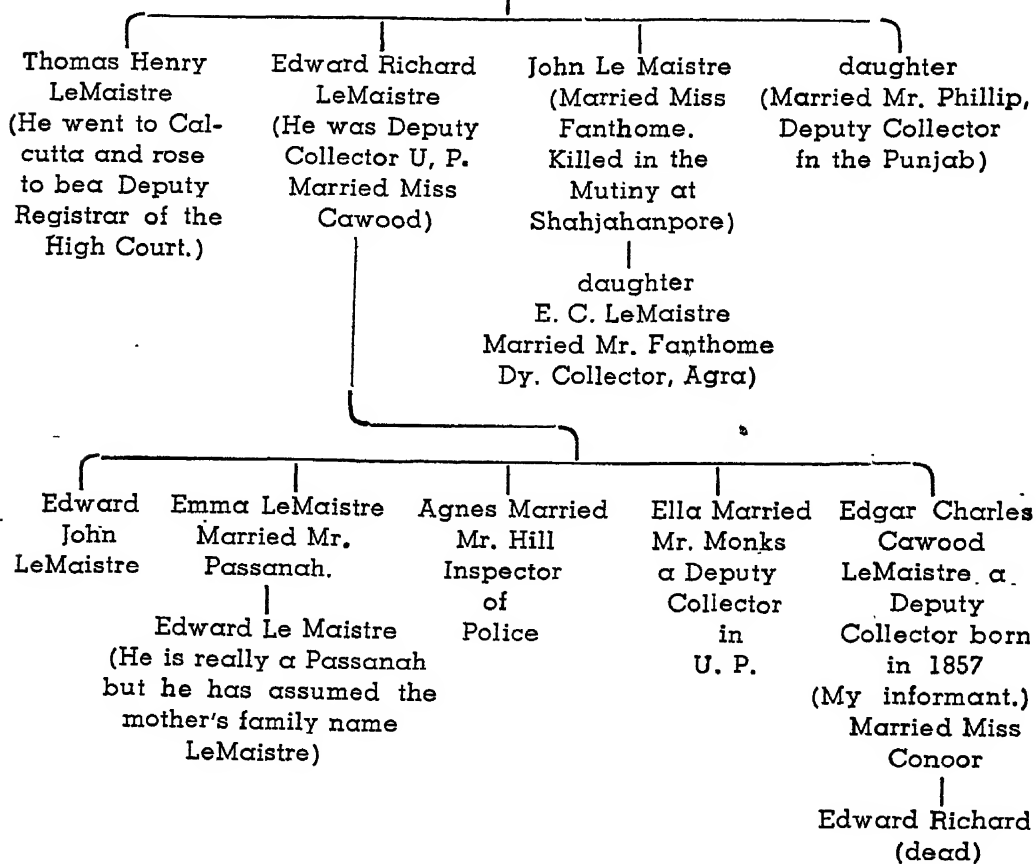 Thomas Henry
LeMaistre
(He went to Cal-
cutta and rose
to bea Deputy
Registrar of the
High Court.)
Edward Richard
LeMaistre
(He was Deputy
Collector U, P.
Married Miss
Cawood)
John Le Maistre
(Married Miss
Fanthome.
Killed in the
Mutiny at
Shahjahanpore)
daughter
E. C. LeMaistre
Married Mr. Fanthome
Dy. Collector, Agra)
daughter
(Married Mr. Phillip,
Deputy Collector
fn the Punjab)
Edward
John
LeMaistre
Emma LeMaistre
Married Mr.
Passanah.
Edward Le Maistre
(He is really a Passanah
but he has assumed the
mother's family name
LeMaistre)
Agnes Married
Mr. Hill
Inspector
of
Police
Ella Married
Mr. Monks
a Deputy
Collector
in
U. P.
Edgar Charles
Cawood
LeMaistre a
Deputy
Collector born
in 1857
(My informant.)
Married Miss
Conoor
Edward Richard
(dead)